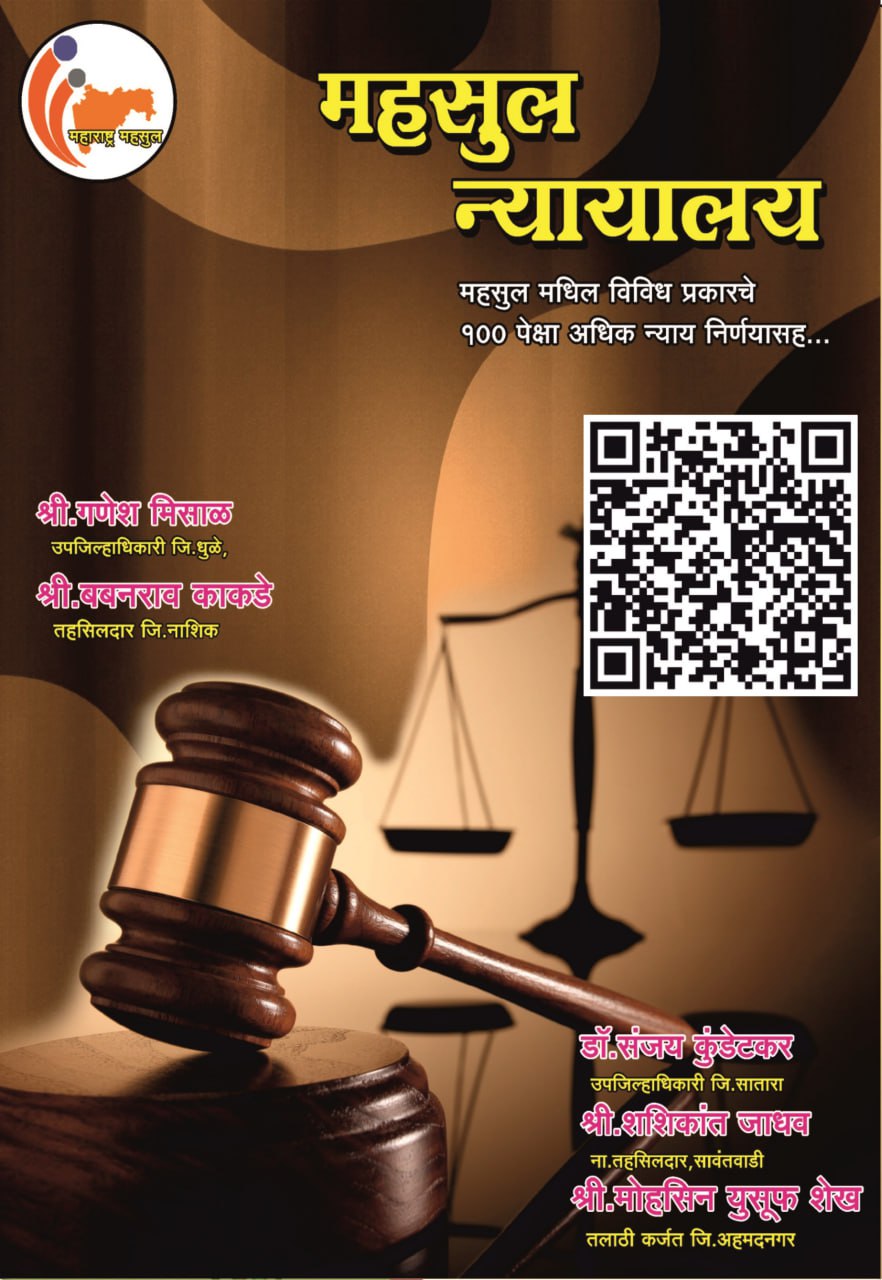 महाराष्ट्र महसुल
महसुल
न्यायालय
महसुल मधिल विविध प्रकारचे
१०० पेक्षा अधिक न्याय निर्णयासह...
श्री.गणेश मिसाळ
उपजिल्हाधिकारी जि.धुळे,
श्री.बबनराव काकडे
तहसिलदार जि.नाशिक
डॉ.संजय कुंडेटकर
उपजिल्हाधिकारी जि.सातारा
श्री.शशिकांत जाधव
ना.तहसिलदार,सावंतवाडी
श्री.मोहसिन युसूफ शेख
तलाठी कर्जत जि.अहमदनगर